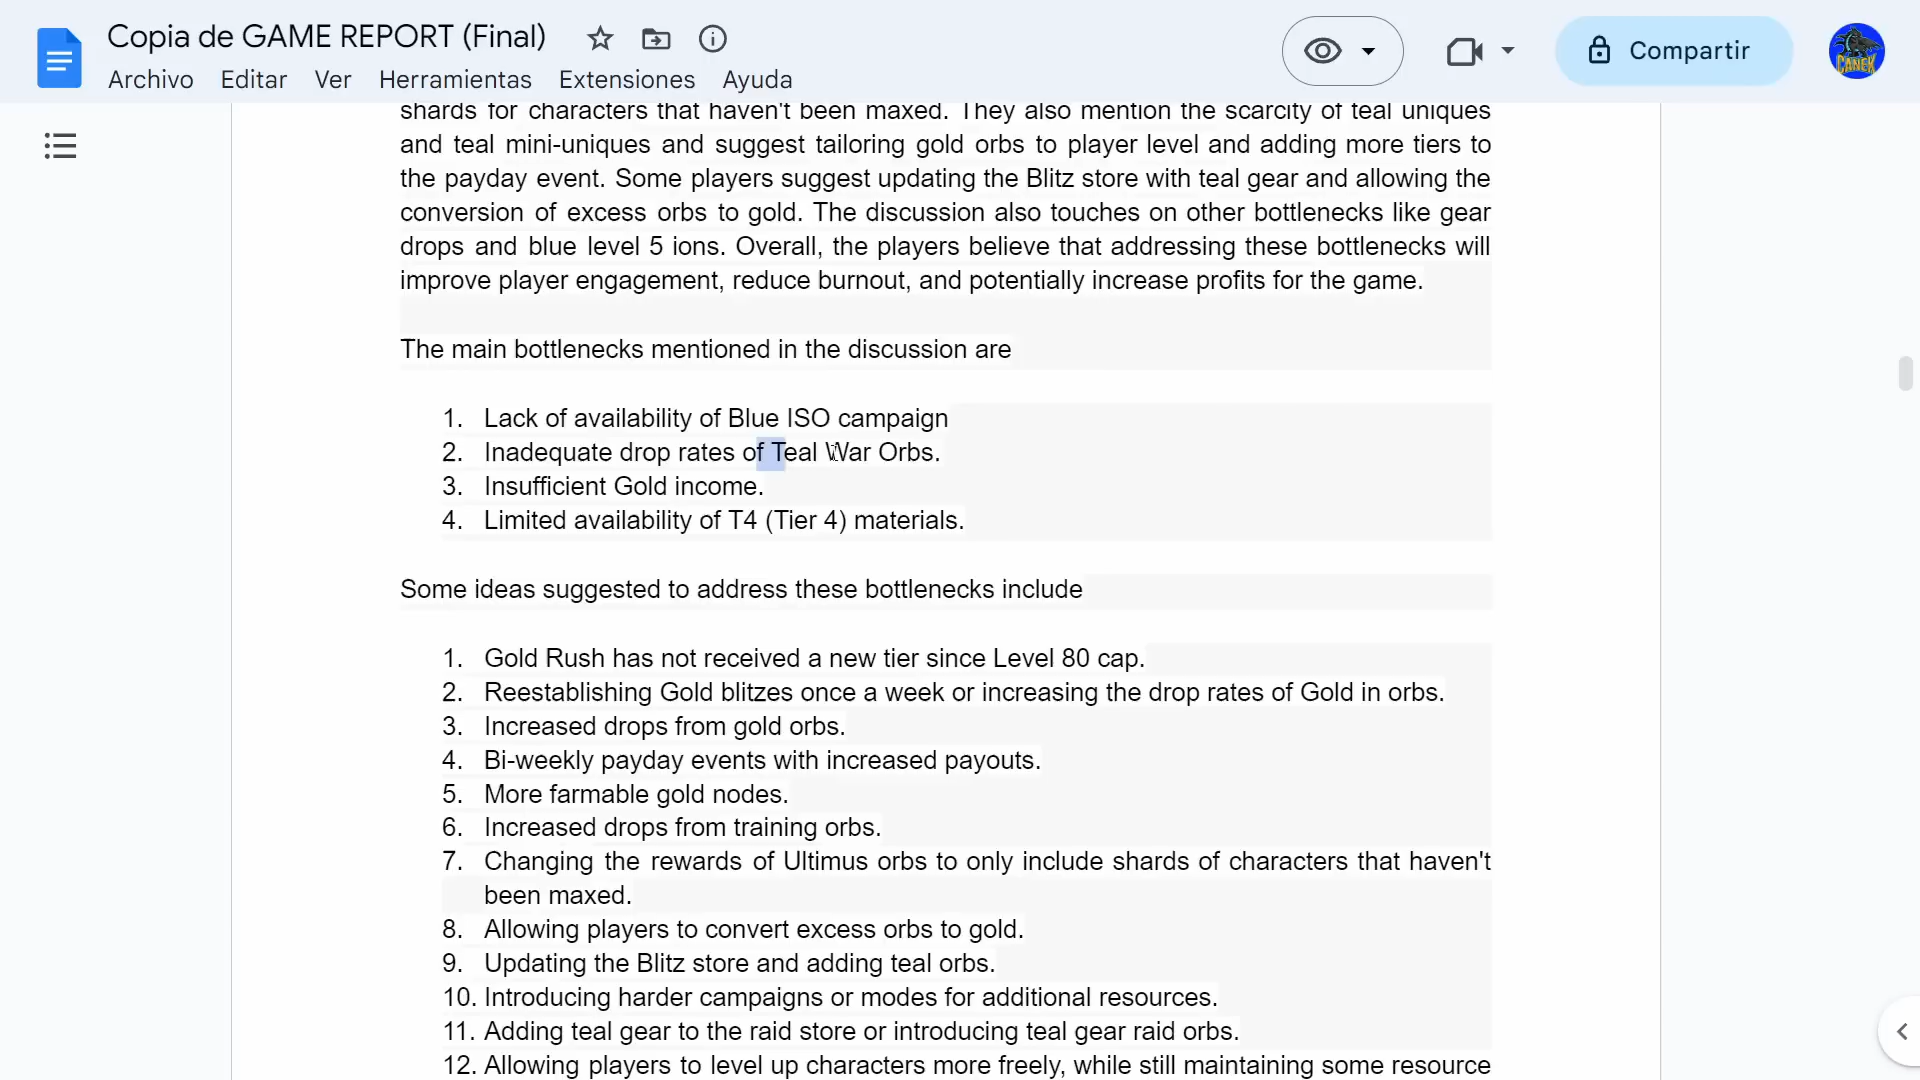 Copia de GAME REPORT (Final)
Archivo Editar Ver Herramientas Extensiones Ayuda
Compartir
CANEK
shards for characters that haven't been maxed. They also mention the scarcity of teal uniques
and teal mini-uniques and suggest tailoring gold orbs to player level and adding more tiers to
the payday event. Some players suggest updating the Blitz store with teal gear and allowing the
conversion of excess orbs to gold. The discussion also touches on other bottlenecks like gear
drops and blue level 5 ions. Overall, the players believe that addressing these bottlenecks will
improve player engagement, reduce burnout, and potentially increase profits for the game.
The main bottlenecks mentioned in the discussion are
1. Lack of availability of Blue ISO campaign
2. Inadequate drop rates of Teal War Orbs.
3. Insufficient Gold income.
4. Limited availability of T4 (Tier 4) materials.
Some ideas suggested to address these bottlenecks include
1. Gold Rush has not received a new tier since Level 80 cap.
2. Reestablishing Gold blitzes once a week or increasing the drop rates of Gold in orbs.
3. Increased drops from gold orbs.
4. Bi-weekly payday events with increased payouts.
5. More farmable gold nodes.
6. Increased drops from training orbs.
7. Changing the rewards of Ultimus orbs to only include shards of characters that haven't
been maxed.
8. Allowing players to convert excess orbs to gold.
9. Updating the Blitz store and adding teal orbs.
10. Introducing harder campaigns or modes for additional resources.
11. Adding teal gear to the raid store or introducing teal gear raid orbs.
12. Allowing players to level up characters more freely, while still maintaining some resource